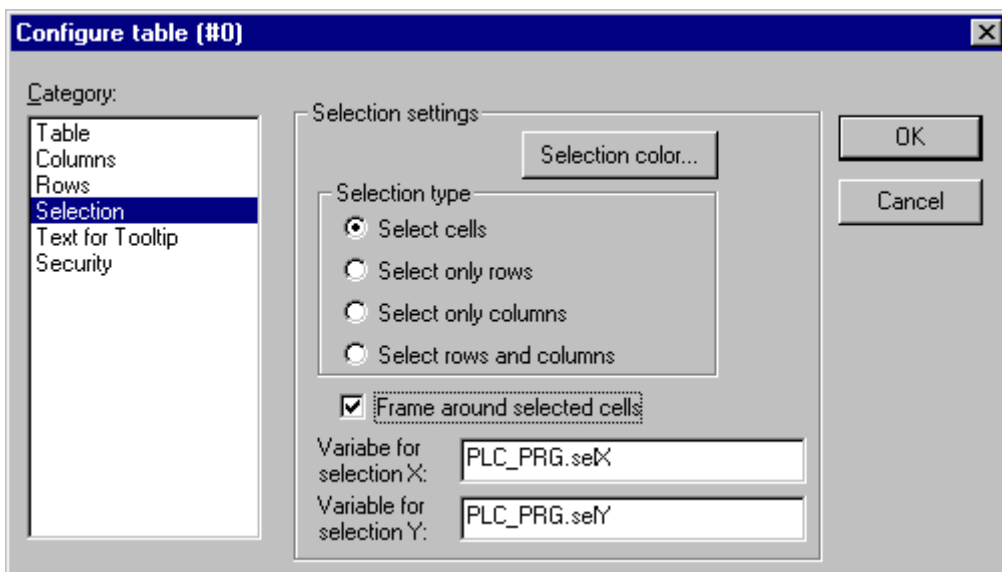 Configure table (#0)
Category:
Table
Columns
Rows
Selection
Text for Tooltip
Security
Selection settings
Selection color...
Selection type
Select cells
Select only rows
Select only columns
Select rows and columns
Frame around selected cells
Variabe for
selection X:
PLC_PRG.selX
Variable for
selection Y:
PLC_PRG.selY
OK
Cancel